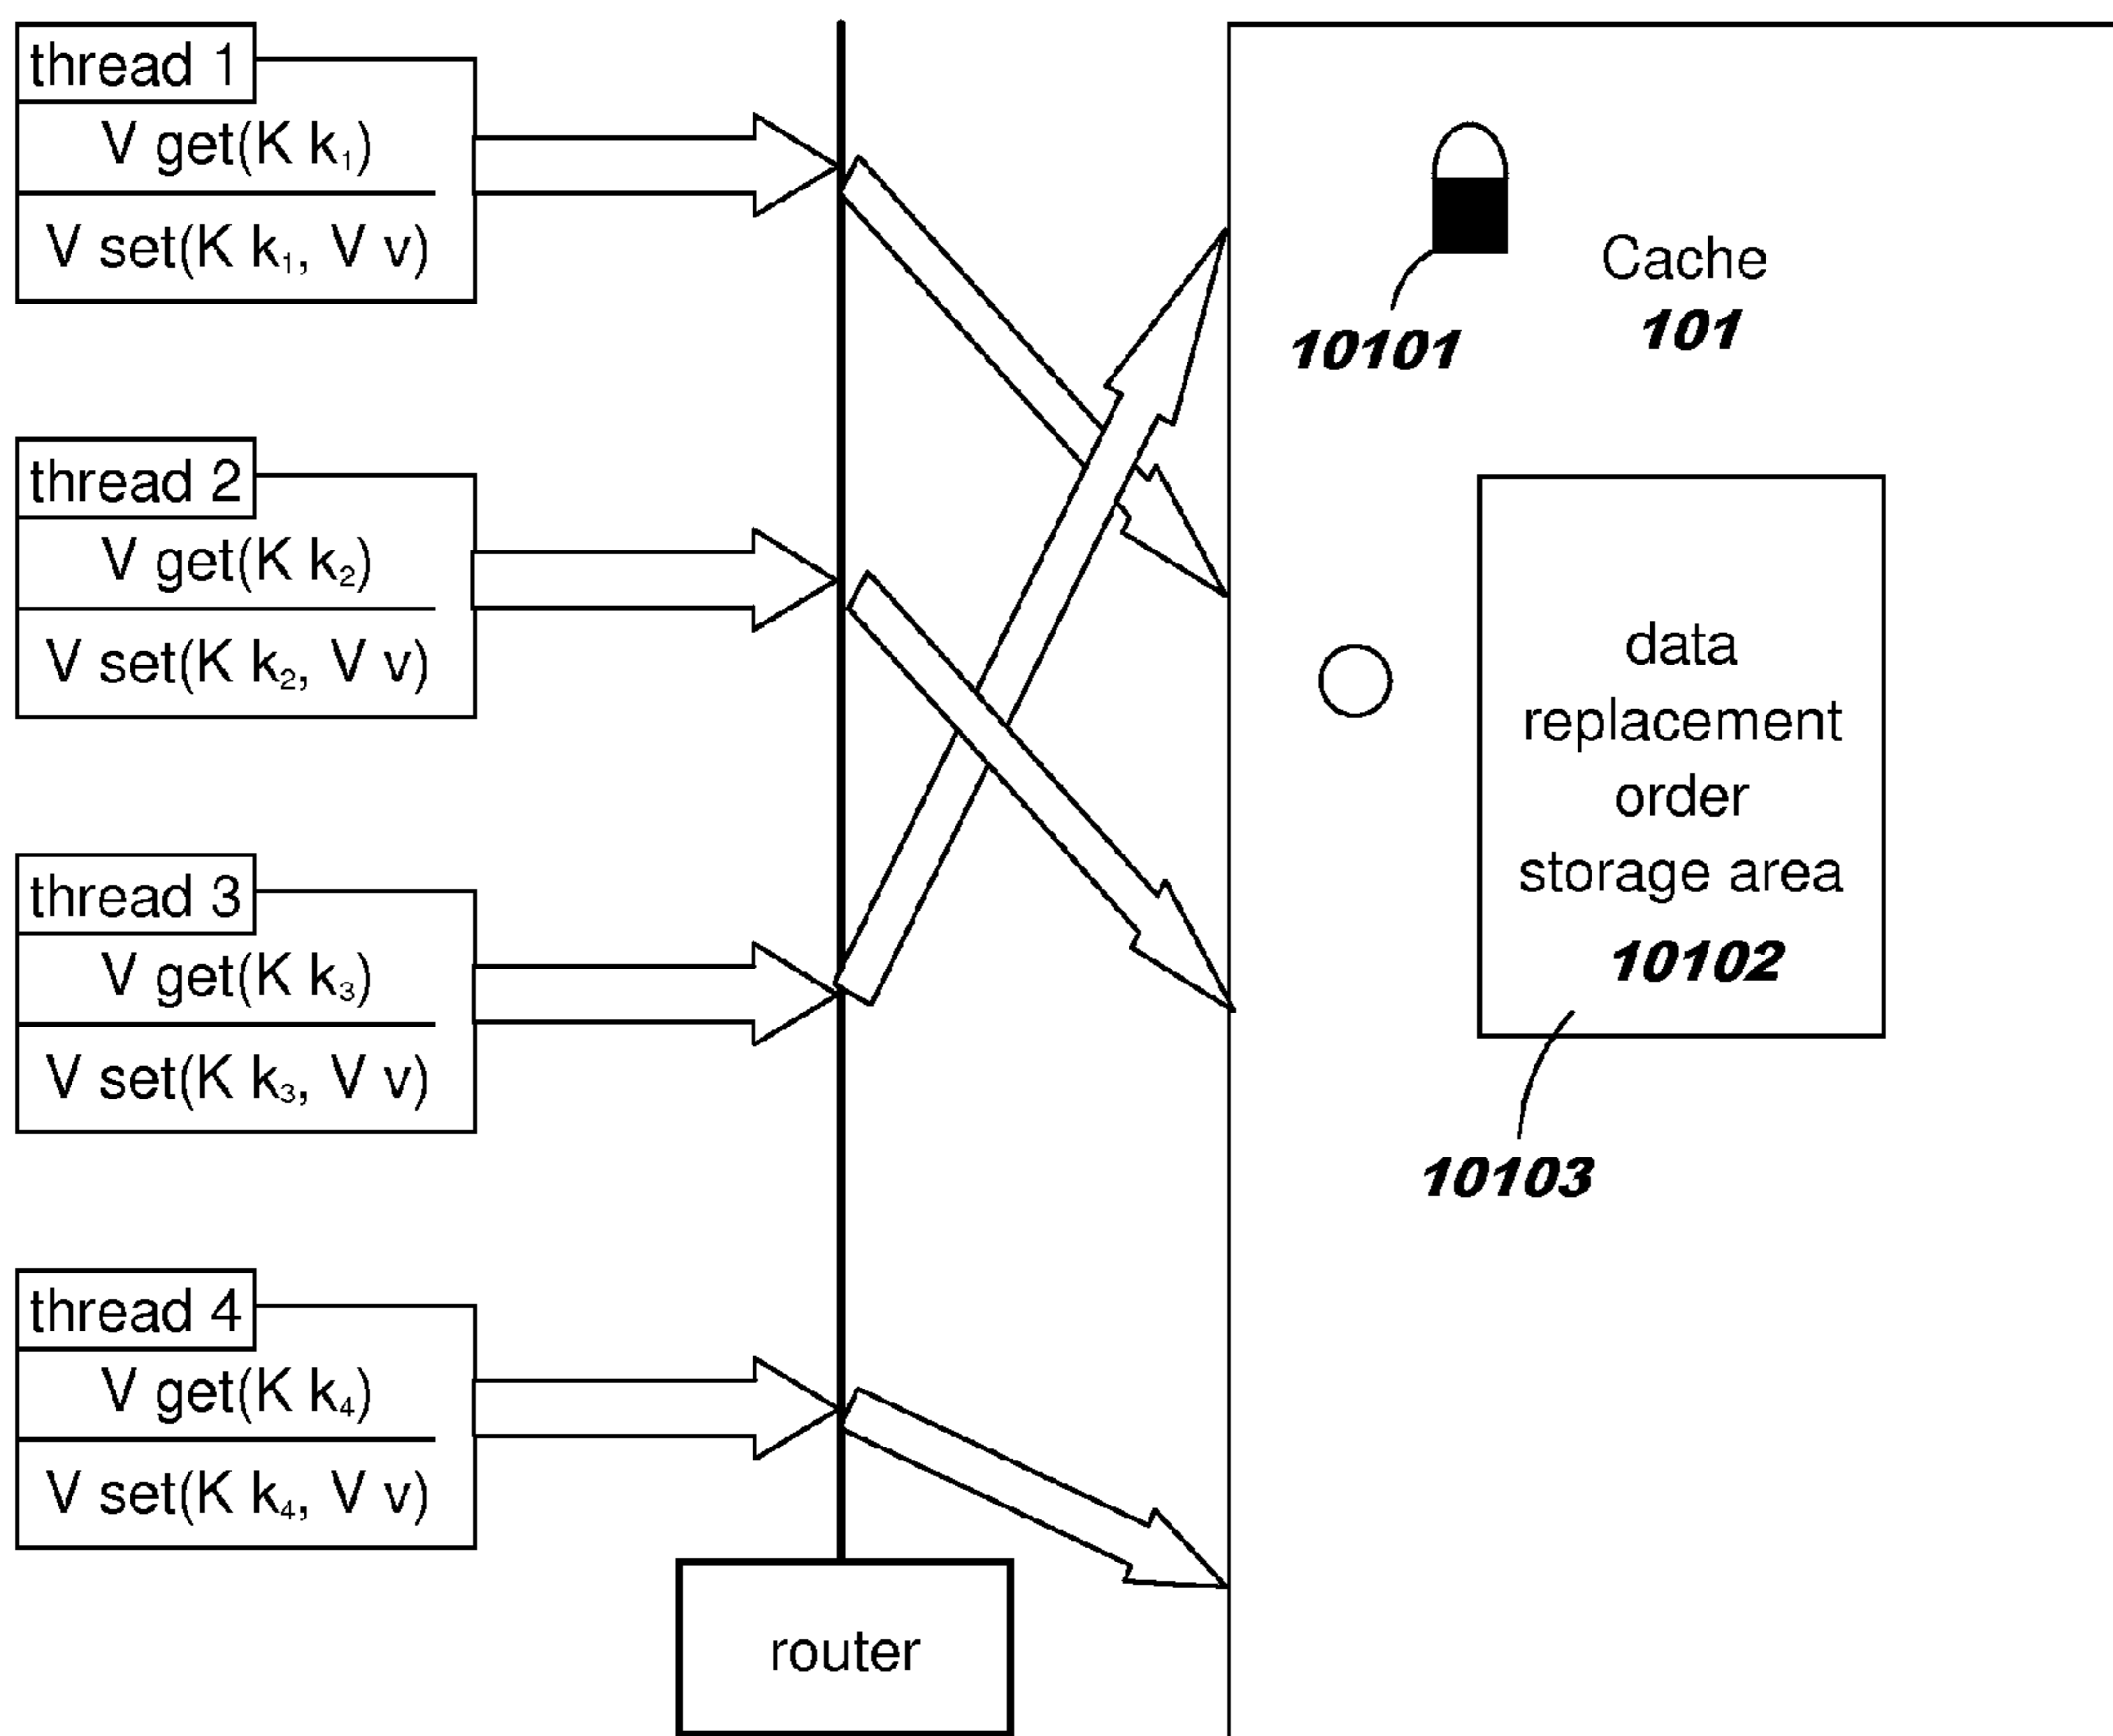 thread 1
V get(K k₁)
V set(K k₁, V v)
thread 2
V get(K k₂)
V set(K k₂, V v)
thread 3
V get(K k₃)
V set(K k₃, V v)
thread 4
V get(K k₄)
V set(K k₄, V v)
router
10101
Cache
101
data
replacement
order
storage area
10102
10103